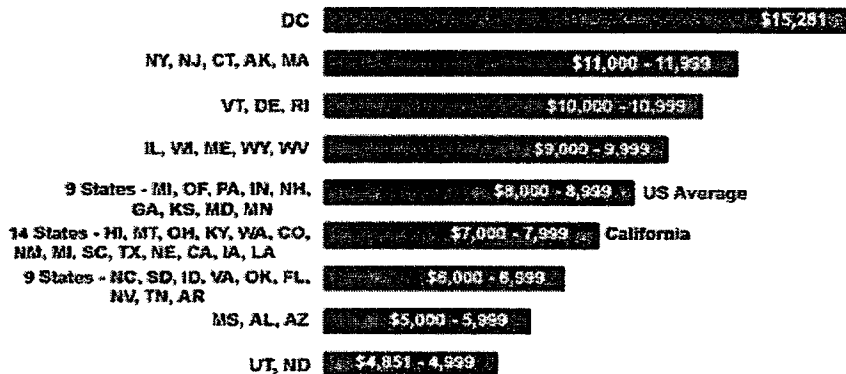 DC $15,281
NY, NJ, CT, AK, MA $11,000 - 11,999
VT, DE, RI $10,000 - 10,999
IL, WI, ME, WY, WV $9,000 - 9,999
9 States - MI, OF, PA, IN, NH,
GA, KS, MD, MN
$8,000 - 8,999 US Average
14 States - HI, MT, OH, KY, WA, CO,
NM, MI, SC, TX, NE, CA, IA, LA
$7,000 - 7,999 California
9 States - NC, SD, ID, VA, OK, FL,
NV, TN, AR
$6,000 - 6,999
MS, AL, AZ $5,000 - 5,999
UT, ND $4,851 - 4,999